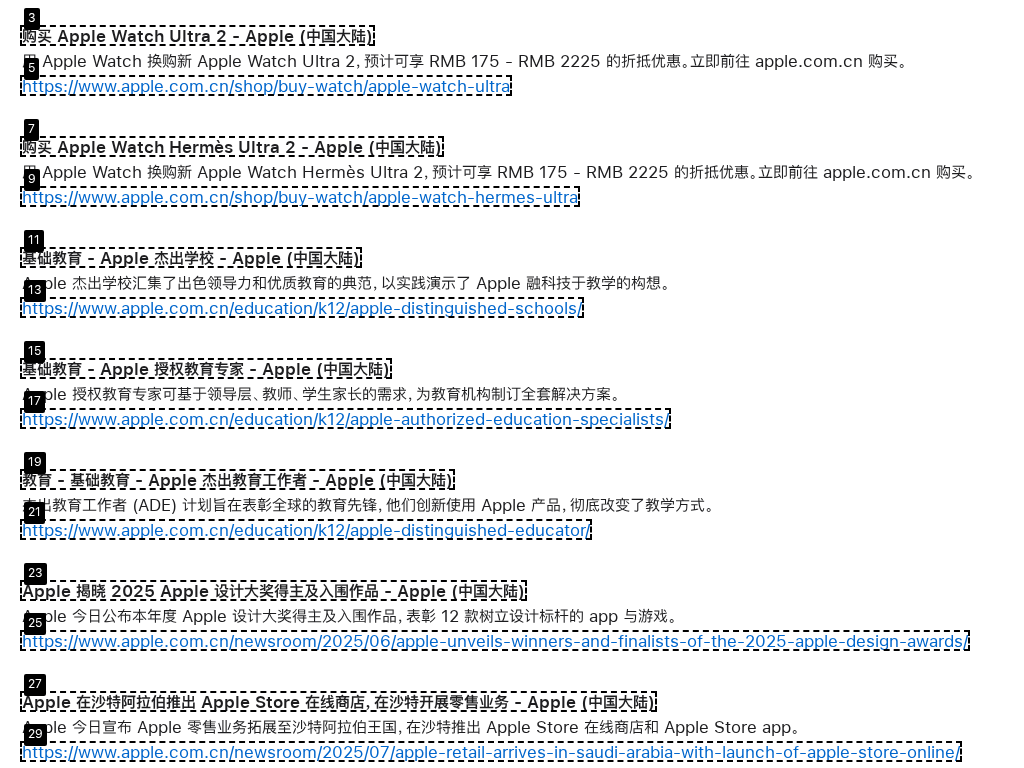 3
购买 Apple Watch Ultra 2 - Apple (中国大陆)
Apple Watch 换购新 Apple Watch Ultra 2，预计可享 RMB 175 - RMB 2225 的折抵优惠。立即前往 apple.com.cn 购买。
5
https://www.apple.com.cn/shop/buy-watch/apple-watch-ultra
7
购买 Apple Watch Hermès Ultra 2 - Apple (中国大陆)
Apple Watch 换购新 Apple Watch Hermès Ultra 2，预计可享 RMB 175 - RMB 2225 的折抵优惠。立即前往 apple.com.cn 购买。
9
https://www.apple.com.cn/shop/buy-watch/apple-watch-hermes-ultra
11
基础教育 - Apple 杰出学校 - Apple (中国大陆)
Apple 杰出学校汇集了出色领导力和优质教育的典范，以实践演示了 Apple 融科技于教学的构想。
13
https://www.apple.com.cn/education/k12/apple-distinguished-schools/
15
基础教育 - Apple 授权教育专家 - Apple (中国大陆)
Apple 授权教育专家可基于领导层、教师、学生家长的需求，为教育机构制订全套解决方案。
17
https://www.apple.com.cn/education/k12/apple-authorized-education-specialists/
19
教育 - 基础教育 - Apple 杰出教育工作者 - Apple (中国大陆)
杰出教育工作者 (ADE) 计划旨在表彰全球的教育先锋，他们创新使用 Apple 产品，彻底改变了教学方式。
21
https://www.apple.com.cn/education/k12/apple-distinguished-educator/
23
Apple 揭晓 2025 Apple 设计大奖得主及入围作品 - Apple (中国大陆)
Apple 今日公布本年度 Apple 设计大奖得主及入围作品，表彰 12 款树立设计标杆的 app 与游戏。
25
https://www.apple.com.cn/newsroom/2025/06/apple-unveils-winners-and-finalists-of-the-2025-apple-design-awards/
27
Apple 在沙特阿拉伯推出 Apple Store 在线商店，在沙特开展零售业务 - Apple (中国大陆)
Apple 今日宣布 Apple 零售业务拓展至沙特阿拉伯王国，在沙特推出 Apple Store 在线商店和 Apple Store app。
29
https://www.apple.com.cn/newsroom/2025/07/apple-retail-arrives-in-saudi-arabia-with-launch-of-apple-store-online/